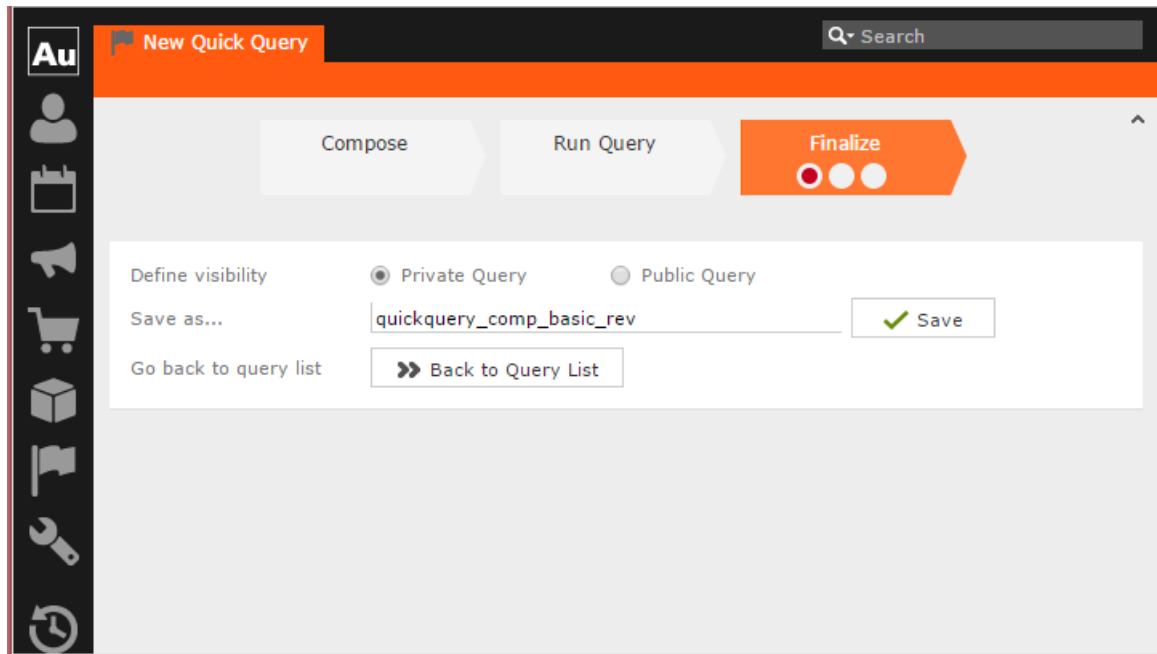 Au
New Quick Query
Search
Compose
Run Query
Finalize
Define visibility
Private Query
Public Query
Save as...
quickquery_comp_basic_rev
Save
Go back to query list
Back to Query List